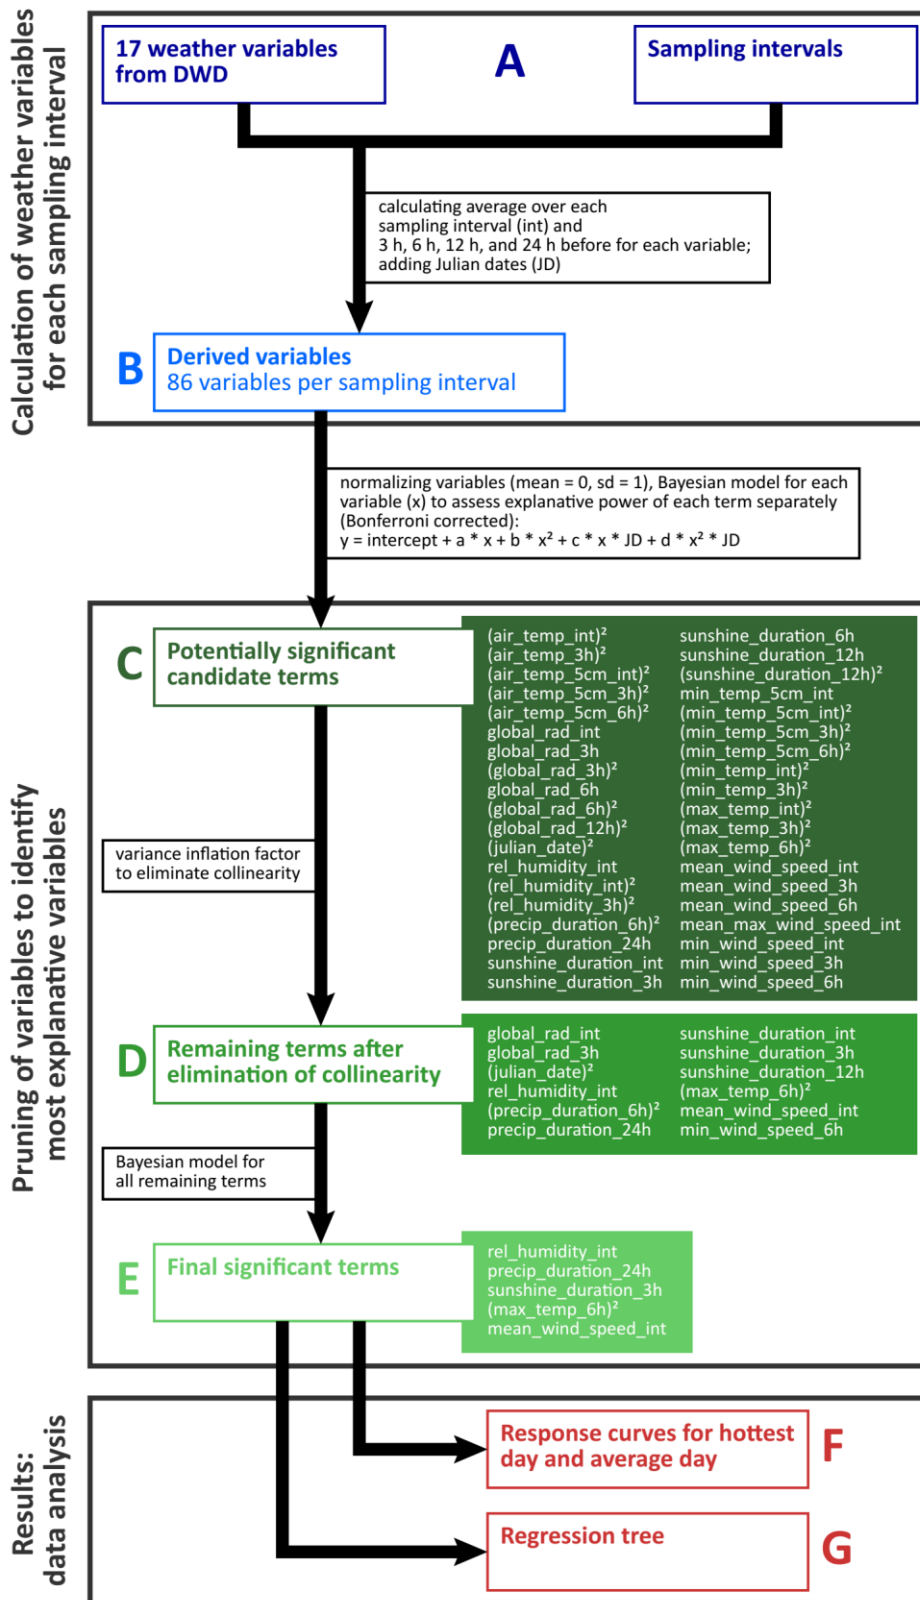 Calculation of weather variables
for each sampling interval
17 weather variables
from DWD
A
Sampling intervals
calculating average over each
sampling interval (int) and
3 h, 6 h, 12 h, and 24 h before for each variable;
adding Julian dates (JD)
B
Derived variables
86 variables per sampling interval
normalizing variables (mean = 0, sd = 1), Bayesian model for each
variable (x) to assess explanative power of each term separately
(Bonferroni corrected):
y = intercept + a * x + b * x² + c * x * JD + d * x² * JD
Pruning of variables to identify
most explanative variables
C
Potentially significant
candidate terms
(air_temp_int)²
(air_temp_3h)²
(air_temp_5cm_int)²
(air_temp_5cm_3h)²
(air_temp_5cm_6h)²
global_rad_int
global_rad_3h
(global_rad_3h)²
global_rad_6h
(global_rad_6h)²
(global_rad_12h)²
(julian_date)²
rel_humidity_int
(rel_humidity_int)²
(rel_humidity_3h)²
(precip_duration_6h)²
precip_duration_24h
sunshine_duration_int
sunshine_duration_3h
sunshine_duration_6h
sunshine_duration_12h
(sunshine_duration_12h)²
min_temp_5cm_int
(min_temp_5cm_int)²
(min_temp_5cm_3h)²
(min_temp_5cm_6h)²
(min_temp_int)²
(min_temp_3h)²
(max_temp_int)²
(max_temp_3h)²
(max_temp_6h)²
mean_wind_speed_int
mean_wind_speed_3h
mean_wind_speed_6h
mean_max_wind_speed_int
min_wind_speed_int
min_wind_speed_3h
min_wind_speed_6h
variance inflation factor
to eliminate collinearity
D
Remaining terms after
elimination of collinearity
global_rad_int
global_rad_3h
(julian_date)²
rel_humidity_int
(precip_duration_6h)²
precip_duration_24h
sunshine_duration_int
sunshine_duration_3h
sunshine_duration_12h
(max_temp_6h)²
mean_wind_speed_int
min_wind_speed_6h
Bayesian model for
all remaining terms
E
Final significant terms
rel_humidity_int
precip_duration_24h
sunshine_duration_3h
(max_temp_6h)²
mean_wind_speed_int
Results:
data analysis
Response curves for hottest
day and average day
F
Regression tree
G